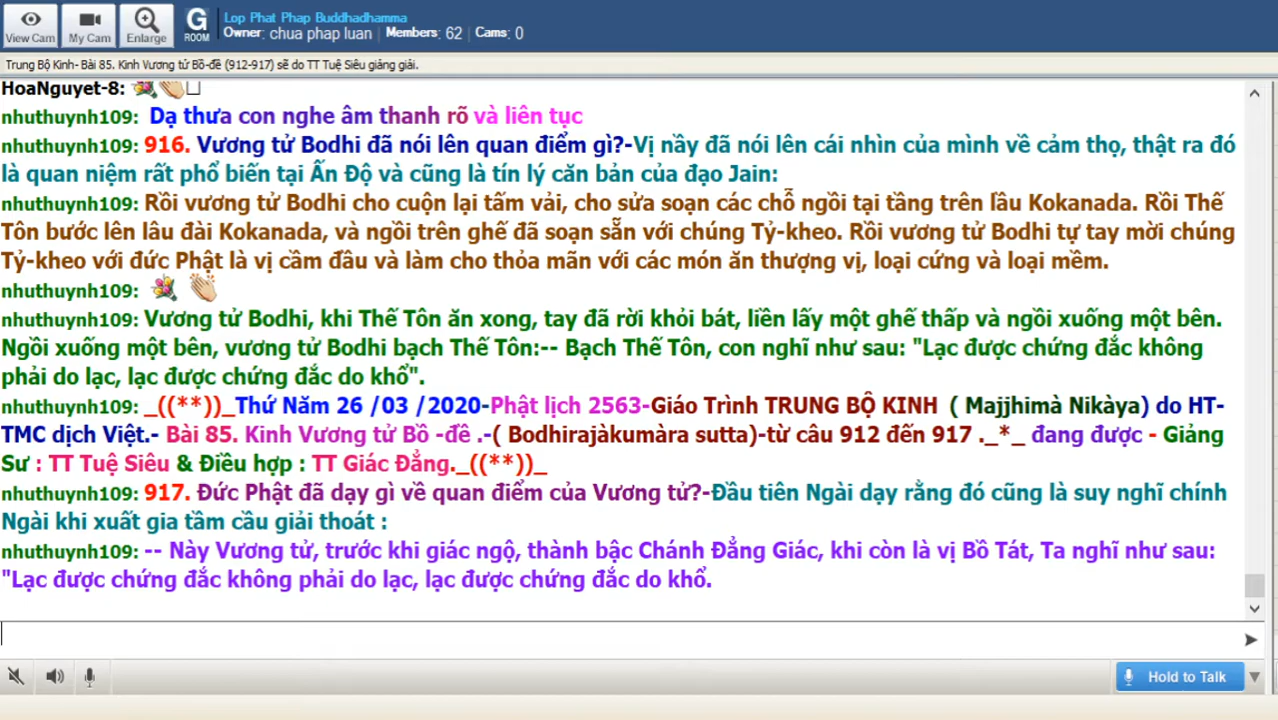 View Cam
My Cam
Enlarge
G
ROOM
Lop Phat Phap Buddhadhamma
Owner: chua phap luan Members: 62 Cams: 0
Trung Bộ Kinh- Bài 85. Kinh Vương tử Bồ-đề (912-917) sẽ do TT Tuệ Siêu giảng giải.
HoaNguyet-8:
nhuthuynh109: Dạ thưa con nghe âm thanh rõ và liên tục
nhuthuynh109: 916. Vương tử Bodhi đã nói lên quan điểm gì?-Vị nầy đã nói lên cái nhìn của mình về cảm thọ, thật ra đó
là quan niệm rất phổ biến tại Ấn Độ và cũng là tín lý căn bản của đạo Jain:
nhuthuynh109: Rồi vương tử Bodhi cho cuộn lại tấm vải, cho sửa soạn các chỗ ngồi tại tầng trên lầu Kokanada. Rồi Thế
Tôn bước lên lâu đài Kokanada, và ngồi trên ghế đã soạn sẵn với chúng Tỷ-kheo. Rồi vương tử Bodhi tự tay mời chúng
Tỷ-kheo với đức Phật là vị cầm đầu và làm cho thỏa mãn với các món ăn thượng vị, loại cứng và loại mềm.
nhuthuynh109:
nhuthuynh109: Vương tử Bodhi, khi Thế Tôn ăn xong, tay đã rời khỏi bát, liền lấy một ghế thấp và ngồi xuống một bên.
Ngồi xuống một bên, vương tử Bodhi bạch Thế Tôn:-- Bạch Thế Tôn, con nghĩ như sau: "Lạc được chứng đắc không
phải do lạc, lạc được chứng đắc do khổ".
nhuthuynh109: _((**))_Thứ Năm 26 /03 /2020-Phật lịch 2563-Giáo Trình TRUNG BỘ KINH ( Majjhimà Nikàya) do HT-
TMC dịch Việt.- Bài 85. Kinh Vương tử Bồ -đề .-( Bodhirajàkumàra sutta)-từ câu 912 đến 917 ._*_ đang được - Giảng
Sư : TT Tuệ Siêu & Điều hợp : TT Giác Đẳng._((**))_
nhuthuynh109: 917. Đức Phật đã dạy gì về quan điểm của Vương tử?-Đầu tiên Ngài dạy rằng đó cũng là suy nghĩ chính
Ngài khi xuất gia tầm cầu giải thoát :
nhuthuynh109: -- Này Vương tử, trước khi giác ngộ, thành bậc Chánh Đẳng Giác, khi còn là vị Bồ Tát, Ta nghĩ như sau:
"Lạc được chứng đắc không phải do lạc, lạc được chứng đắc do khổ.
Hold to Talk